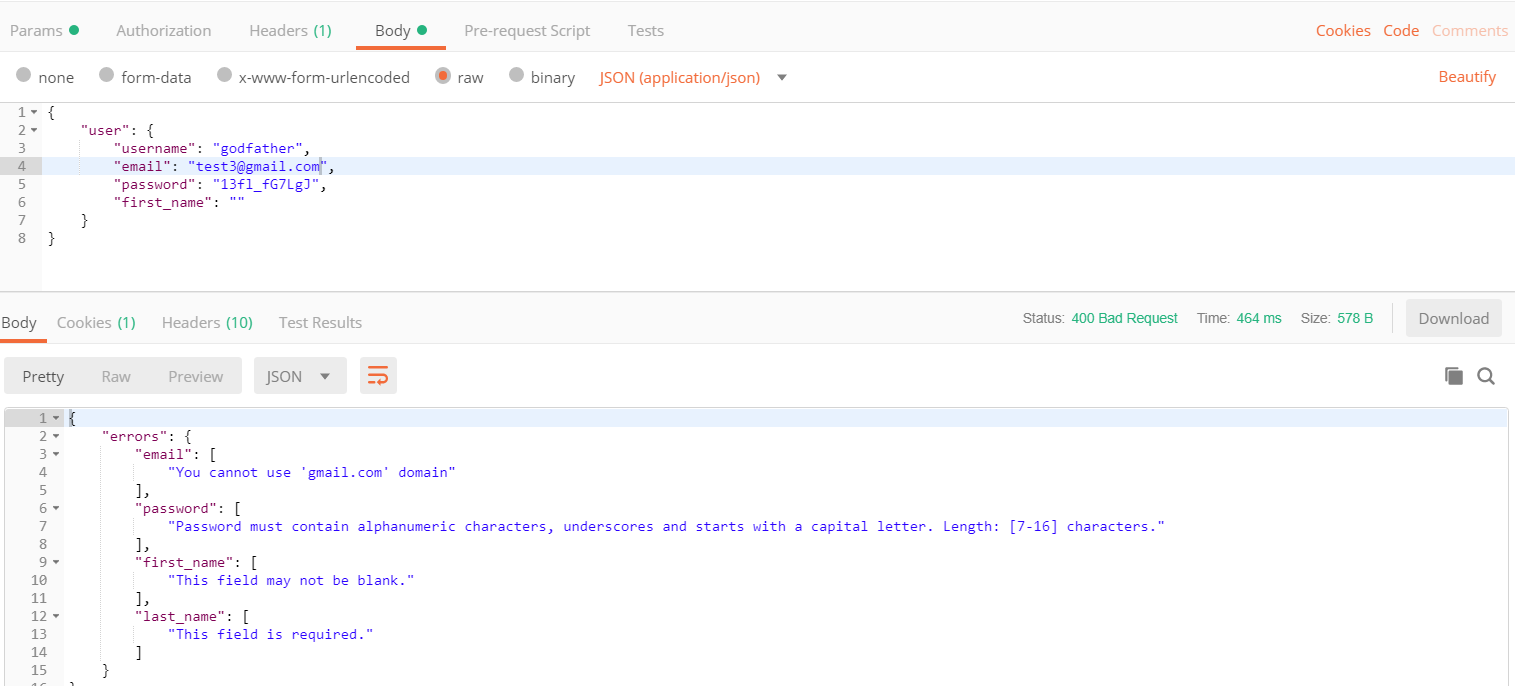 Params Authorization Headers (1) Body Pre-request Script Tests Cookies Code Comments
none form-data x-www-form-urlencoded raw binary JSON (application/json) Beautify
1 {
2 "user": {
3 "username": "godfather",
4 "email": "test3@gmail.com",
5 "password": "13fl_fG7LgJ",
6 "first_name": ""
7 }
8 }
Body Cookies (1) Headers (10) Test Results Status: 400 Bad Request Time: 464 ms Size: 578 B Download
Pretty Raw Preview JSON
1 {
2 "errors": {
3 "email": [
4 "You cannot use 'gmail.com' domain"
5 ],
6 "password": [
7 "Password must contain alphanumeric characters, underscores and starts with a capital letter. Length: [7-16] characters."
8 ],
9 "first_name": [
10 "This field may not be blank."
11 ],
12 "last_name": [
13 "This field is required."
14 ]
15 }
16 }